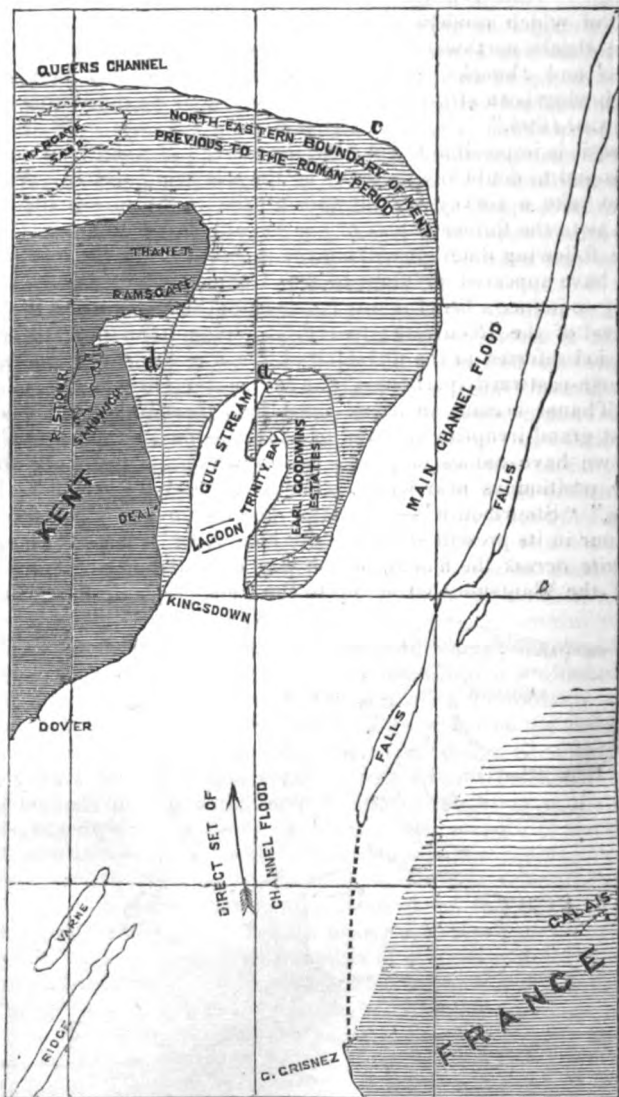 QUEENS CHANNEL
MARGATE
SAND
C
NORTH EASTERN BOUNDARY OF KENT
PREVIOUS TO THE ROMAN PERIOD
THANET
RAMSGATE
d
a
R. STOUR
SANDWICH
GULL STREAM
TRINITY BAY
EARL GOODWINS
ESTATES
MAIN CHANNEL FLOOD
FALLS
KENT
DEAL
LAGOON
KINGSDOWN
DOVER
FALLS
DIRECT SET OF
CHANNEL FLOOD
VARNE
RIDGE
CALAIS
FRANCE
C. GRISNEZ